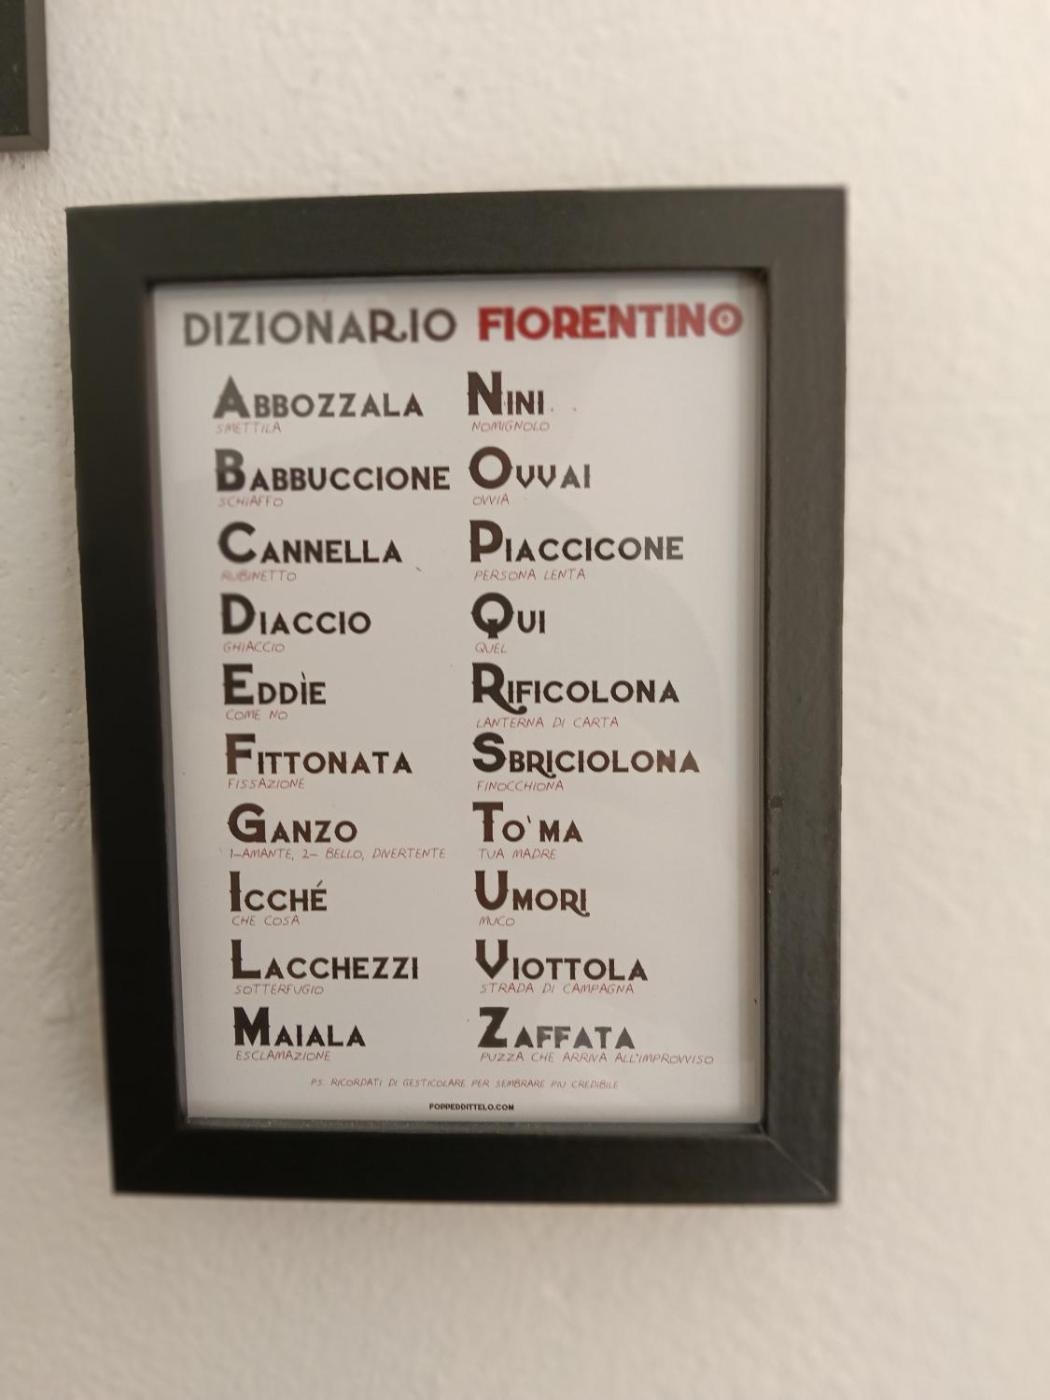 DIZIONARIO FIORENTINO
ABBOZZALA
SMETTILA
BABBUCCIONE
SCHIAFFO
CANNELLA
RUBINETTO
DIACCIO
GHIACCIO
EDDÌE
COME NO
FITTONATA
FISSAZIONE
GANZO
1-AMANTE, 2- BELLO, DIVERTENTE
ICCHÉ
CHE COSA
LACCHEZZI
SOTTERFUGIO
MAIALA
ESCLAMAZIONE
NINI
NOMIGNOLO
OVVAI
OVVIA
PIACCICONE
PERSONA LENTA
QUI
QUEL
RIFICOLONA
LANTERNA DI CARTA
SBRICIOLONA
FINOCCHIONA
TO'MA
TUA MADRE
UMORI
MUCO
VIOTTOLA
STRADA DI CAMPAGNA
ZAFFATA
PUZZA CHE ARRIVA ALL'IMPROVVISO
PS. RICORDATI DI GESTICOLARE PER SEMBRARE PIU CREDIBILE
POPPEDDITTELO.COM